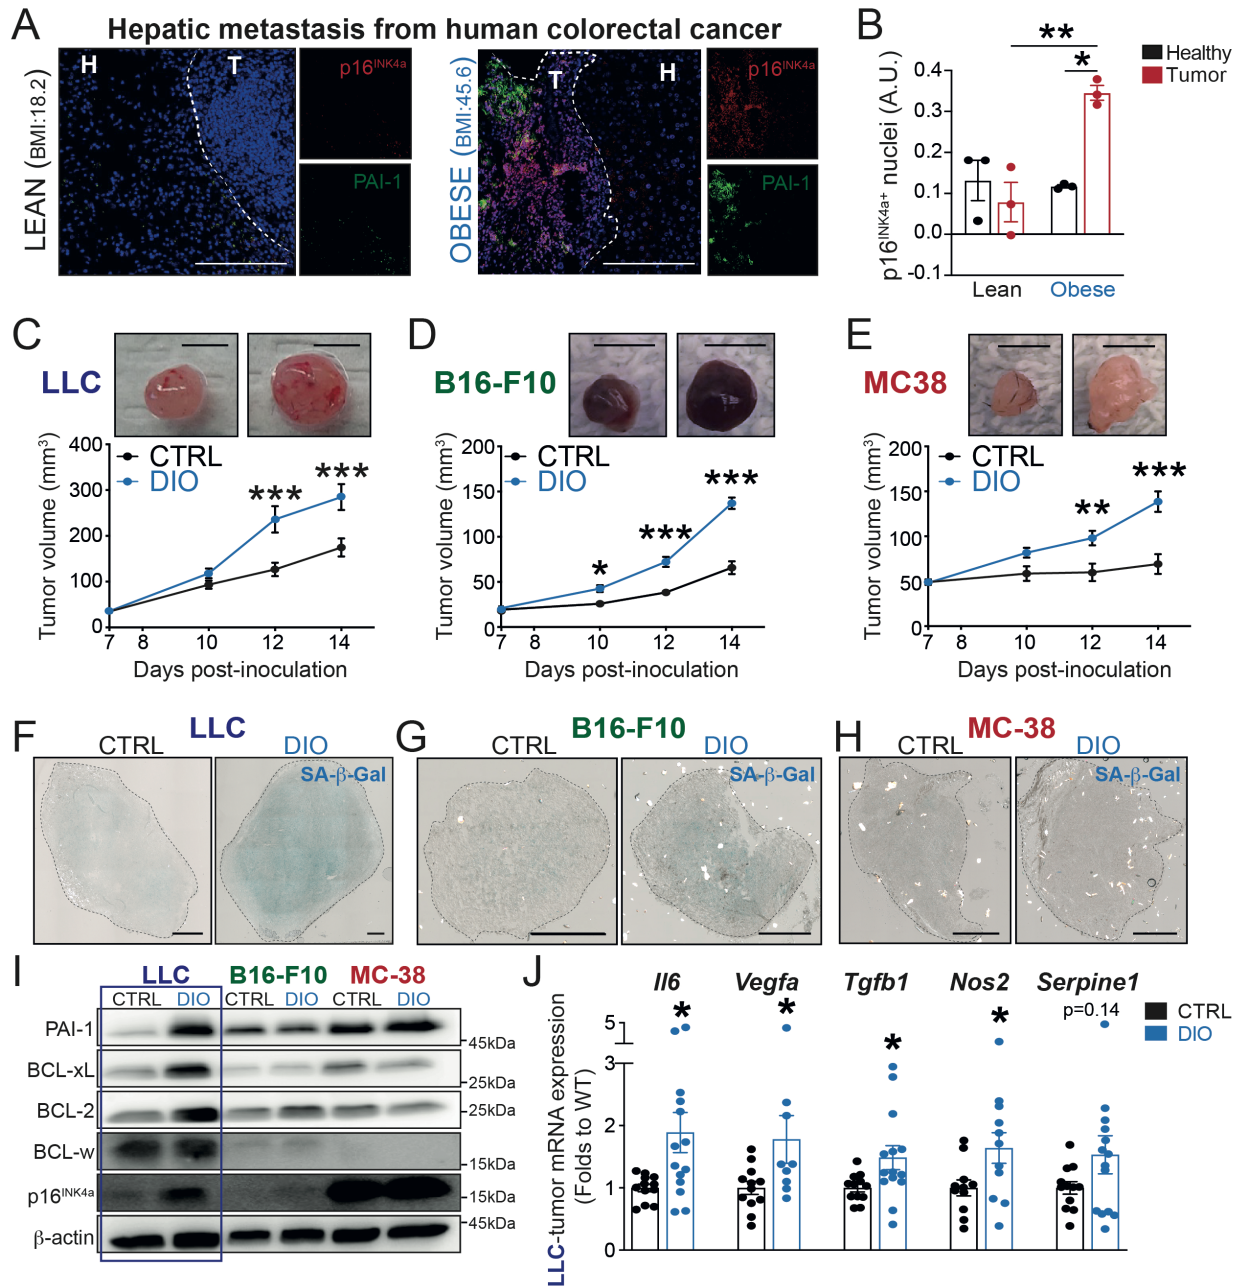 A
Hepatic metastasis from human colorectal cancer
LEAN (BMI:18.2)
H
T
p16INK4a
PAI-1
OBESE (BMI:45.6)
T
H
p16INK4a
PAI-1
B
** 
*
Healthy
Tumor
p16INK4a+ nuclei (A.U.)
0.4
0.3
0.2
0.1
0.0
-0.1
Lean
Obese
C
LLC
Tumor volume (mm3)
400
300
200
100
0
CTRL
DIO
***
***
7
8
10
12
14
Days post-inoculation
D
B16-F10
Tumor volume (mm3)
200
150
100
50
0
CTRL
DIO
*
***
***
7
8
10
12
14
Days post-inoculation
E
MC38
Tumor volume (mm3)
200
150
100
50
0
CTRL
DIO
**
***
7
8
10
12
14
Days post-inoculation
F
LLC
CTRL
DIO
SA-β-Gal
G
B16-F10
CTRL
DIO
SA-β-Gal
H
MC-38
CTRL
DIO
SA-β-Gal
I
LLC B16-F10 MC-38
CTRL DIO CTRL DIO CTRL DIO
PAI-1
45kDa
BCL-xL
25kDa
BCL-2
25kDa
BCL-w
15kDa
p16INK4a
15kDa
β-actin
45kDa
J
Il6 Vegfa Tgfb1 Nos2 Serpine1
* * * * p=0.14
CTRL
DIO
LLC-tumor mRNA expression
(Folds to WT)
5
3
2
1
0